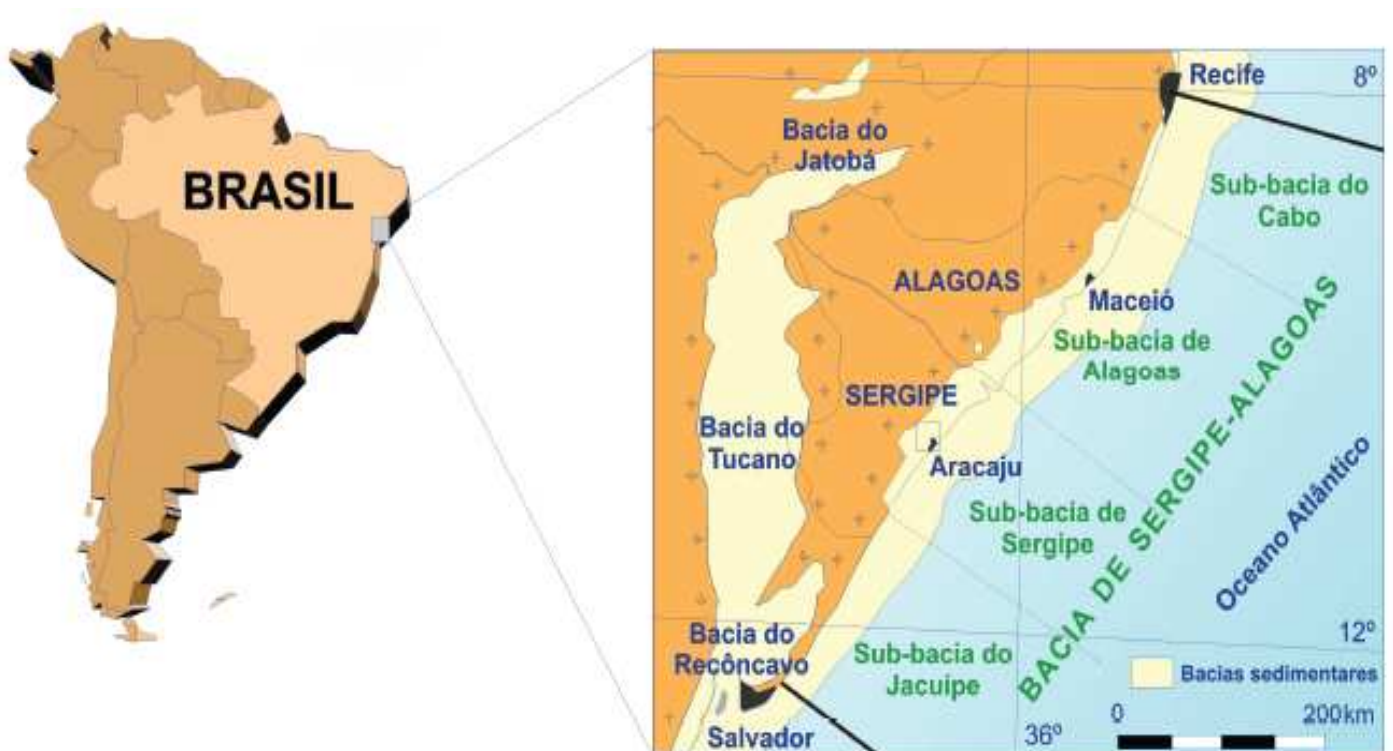 BRASIL
Recife
8º
Bacia do
Jatobá
Sub-bacia do
Cabo
ALAGOAS
Maceió
Sub-bacia de
Alagoas
SERGIPE
Bacia do
Tucano
Aracaju
Sub-bacia de
Sergipe
BACIA DE SERGIPE-ALAGOAS
Oceano Atlântico
12º
Bacia do
Recôncavo
Sub-bacia do
Jacuipe
Bacias sedimentares
Salvador
36º
0
200km